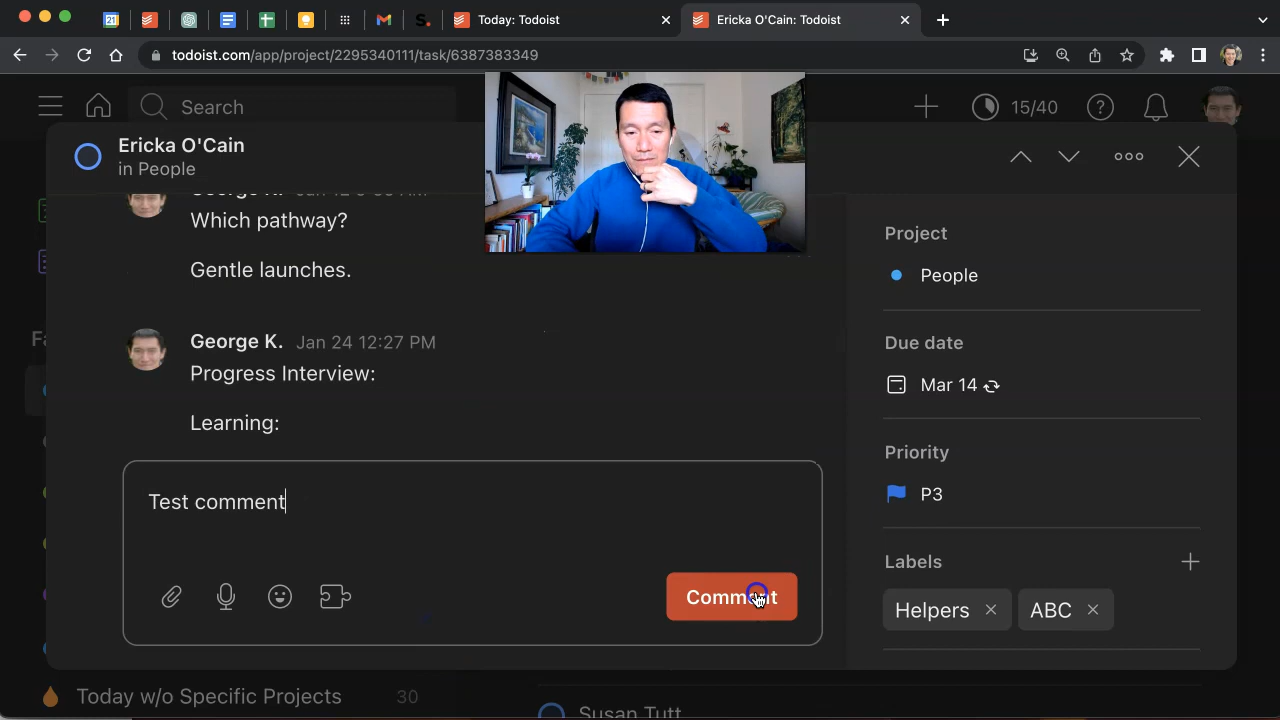 Today: Todoist
Ericka O'Cain: Todoist
todoist.com/app/project/2295340111/task/6387383349
Search
15/40
Ericka O'Cain
in People
Which pathway?
Gentle launches.
George K. Jan 24 12:27 PM
Progress Interview:
Learning:
Test comment
Comment
Project
People
Due date
Mar 14
Priority
P3
Labels
Helpers
ABC
Today w/o Specific Projects 30
Susan Tutt